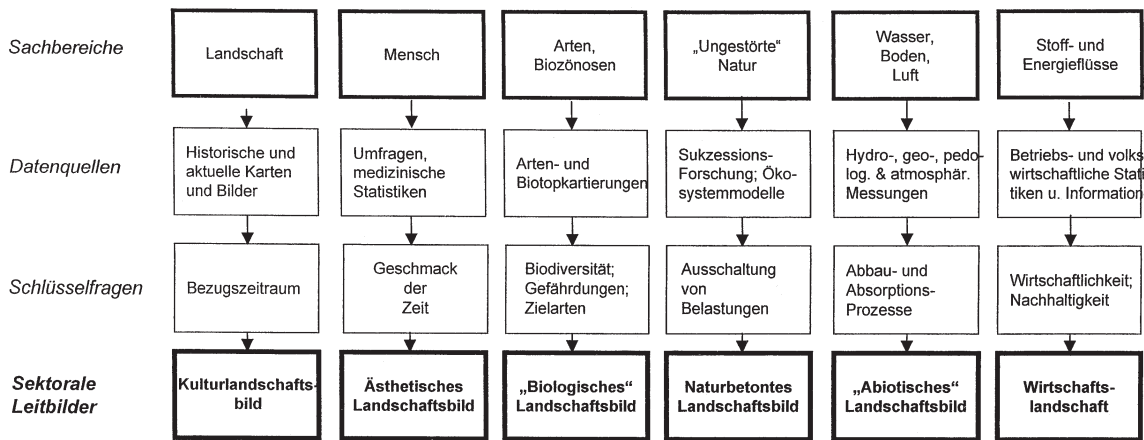 Sachbereiche
Landschaft
Mensch
Arten,
Biozönosen
„Ungestörte“
Natur
Wasser,
Boden,
Luft
Stoff- und
Energieflüsse
Datenquellen
Historische und
aktuelle Karten
und Bilder
Umfragen,
medizinische
Statistiken
Arten- und
Biotopkartierungen
Sukzessions-
Forschung; Öko-
systemmodelle
Hydro-, geo-, pedo-
log. & atmosphär.
Messungen
Betriebs- und volks
wirtschaftliche Stati
tiken u. Information
Schlüsselfragen
Bezugszeitraum
Geschmack
der
Zeit
Biodiversität;
Gefährdungen;
Zielarten
Ausschaltung
von
Belastungen
Abbau- und
Absorptions-
Prozesse
Wirtschaftlichkeit;
Nachhaltigkeit
Sektorale
Leitbilder
Kulturlandschafts-
bild
Ästhetisches
Landschaftsbild
„Biologisches“
Landschaftsbild
Naturbetontes
Landschaftsbild
„Abiotisches“
Landschaftsbild
Wirtschafts-
landschaft